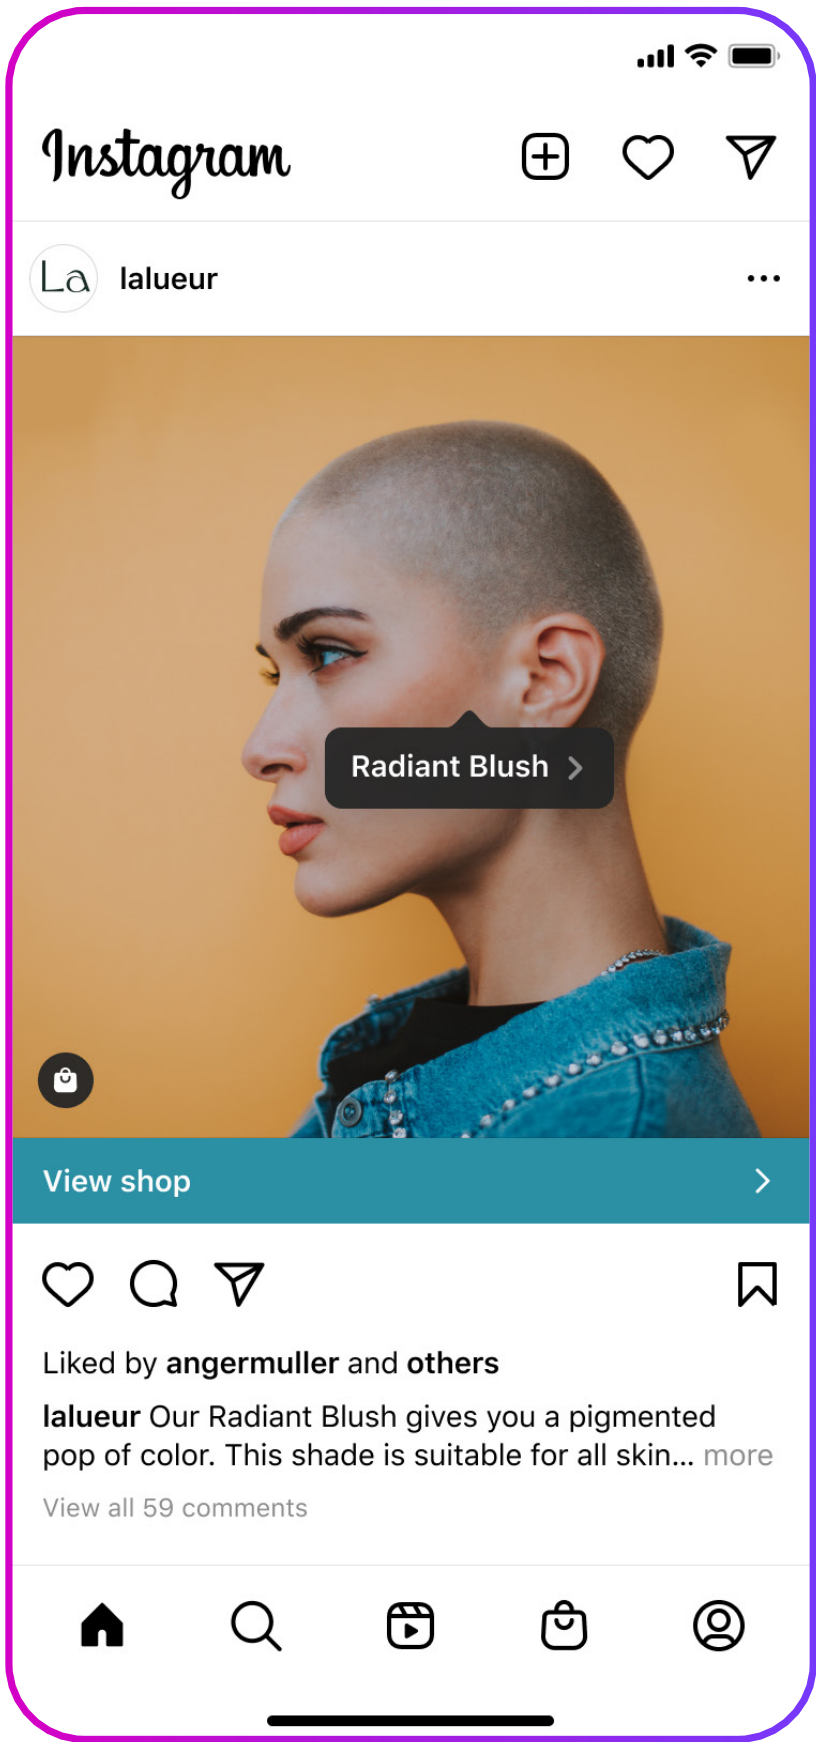 Instagram
La lalueur
Radiant Blush
View shop
Liked by angermuller and others
lalueur Our Radiant Blush gives you a pigmented
pop of color. This shade is suitable for all skin... more
View all 59 comments